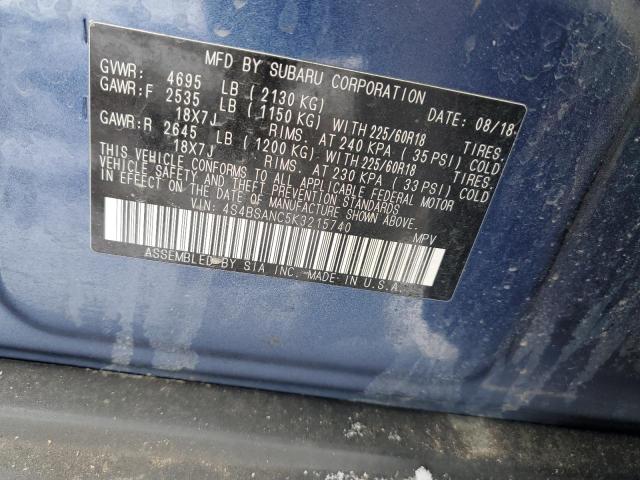 MFD BY SUBARU CORPORATION
GVWR: 4695 LB (2130 KG) DATE: 08/18
GAWR:F 2535 LB (1150 KG) WITH 225/60R18 TIRES.
18X7J RIMS. AT 240 KPA (35 PSI) COLD
GAWR:R 2645 LB (1200 KG) WITH 225/60R18 TIRES.
18X7J RIMS. AT 230 KPA (33 PSI) COLD
THIS VEHICLE CONFORMS TO ALL APPLICABLE FEDERAL MOTOR
VEHICLE SAFETY AND THEFT PREVENTION STANDARDS
IN EFFECT ON THE DATE OF MANUFACTURE SHOWN ABOVE.
VIN: 4S4BSANC5K3215740 MPV
ASSEMBLED BY SIA INC. MADE IN U.S.A.